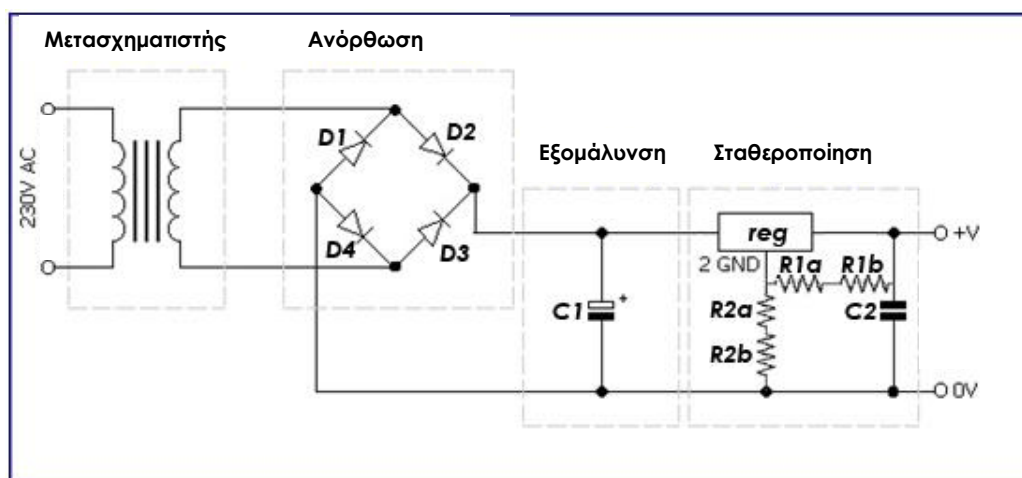 Μετασχηματιστής
Ανόρθωση
D1
D2
Εξομάλυνση
Σταθεροποίηση
230V AC
D4
D3
reg
+V
2 GND
R1a
R1b
C1
+
R2a
C2
R2b
0V